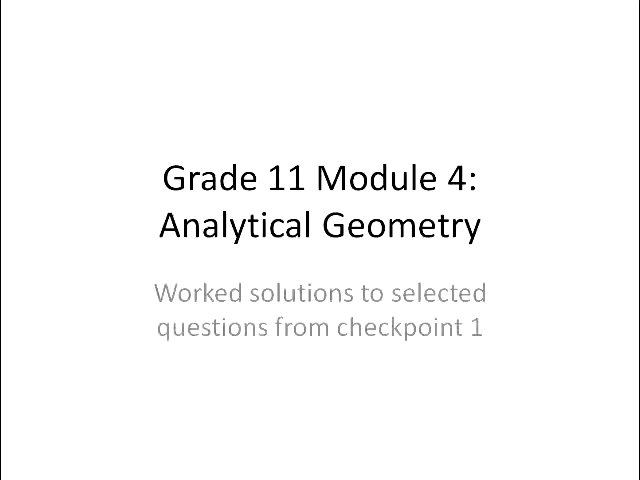 Grade 11 Module 4:
Analytical Geometry
Worked solutions to selected
questions from checkpoint 1